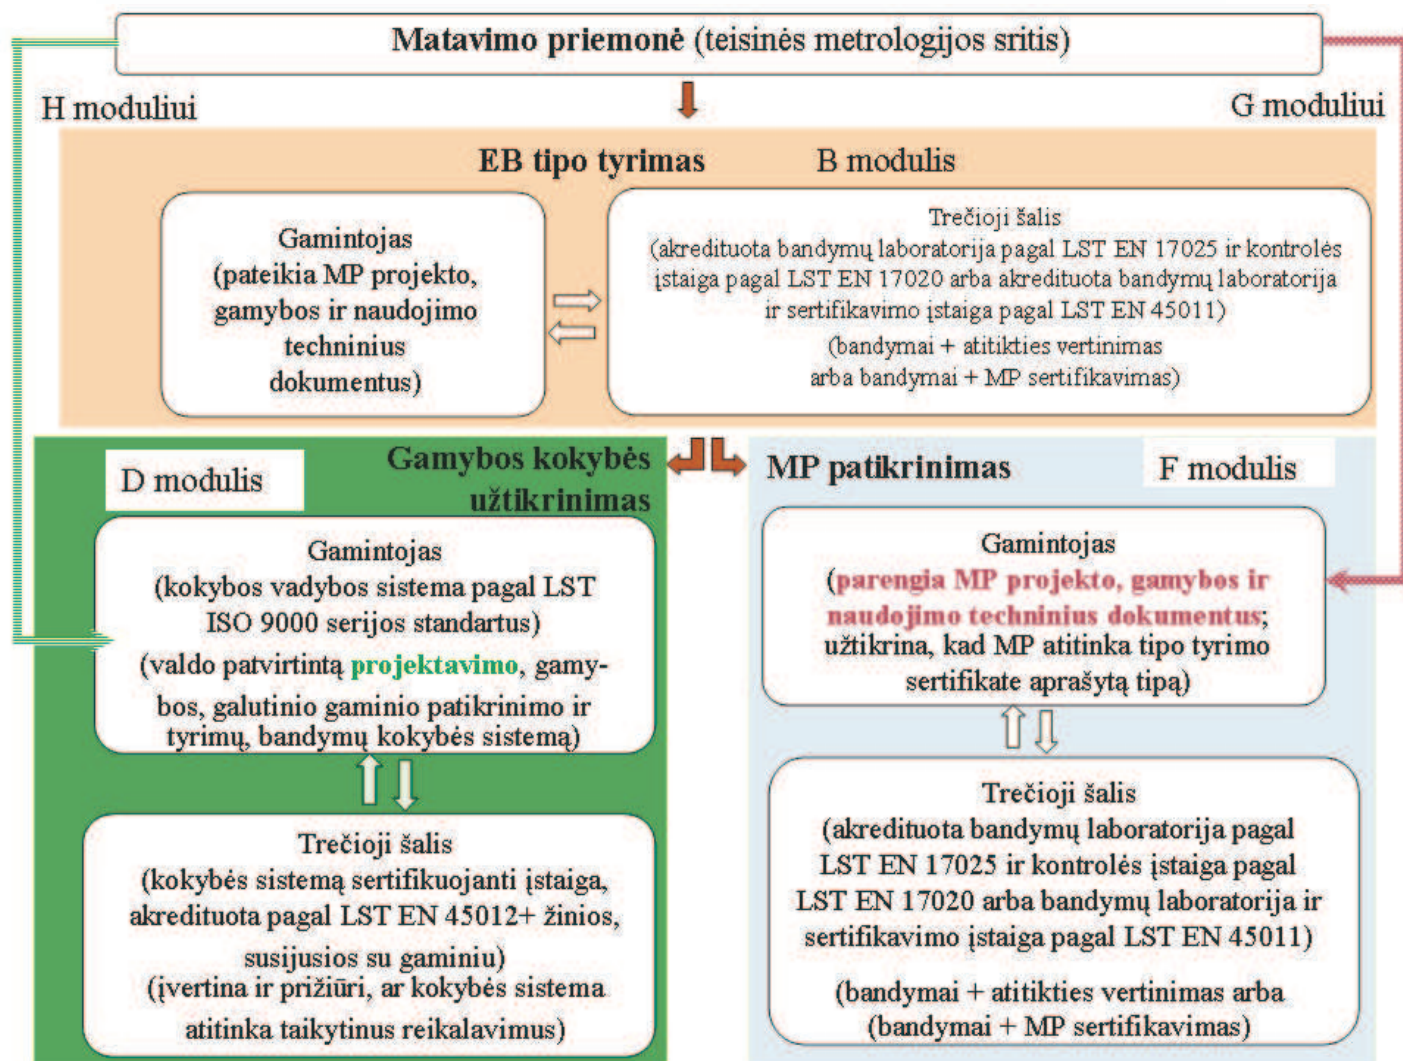 Matavimo priemonė (teisinės metrologijos sritis)
H moduliui
G moduliui
EB tipo tyrimas B modulis
Gamintojas
(pateikia MP projekto,
gamybos ir naudojimo
techninius
dokumentus)
Trečioji šalis
(akredituota bandymų laboratorija pagal LST EN 17025 ir kontrolės
įstaiga pagal LST EN 17020 arba akredituota bandymų laboratorija
ir sertifikavimo įstaiga pagal LST EN 45011)
(bandymai + atitikties vertinimas
arba bandymai + MP sertifikavimas)
D modulis
Gamybos kokybės
užtikrinimas
Gamintojas
(kokybos vadybos sistema pagal LST
ISO 9000 serijos standartus)
(valdo patvirtintą projektavimo, gamy-
bos, galutinio gaminio patikrinimo ir
tyrimų, bandymų kokybės sistemą)
Trečioji šalis
(kokybės sistemą sertifikuojanti įstaiga,
akredituota pagal LST EN 45012+ žinios,
susijusios su gaminiu)
(įvertina ir prižiūri, ar kokybės sistema
atitinka taikytinus reikalavimus)
MP patikrinimas
F modulis
Gamintojas
(parengia MP projekto, gamybos ir
naudojimo techninius dokumentus;
užtikrina, kad MP atitinka tipo tyrimo
sertifikate aprašytą tipą)
Trečioji šalis
(akredituota bandymų laboratorija pagal
LST EN 17025 ir kontrolės įstaiga pagal
LST EN 17020 arba bandymų laboratorija ir
sertifikavimo įstaiga pagal LST EN 45011)
(bandymai + atitikties vertinimas arba
(bandymai + MP sertifikavimas)